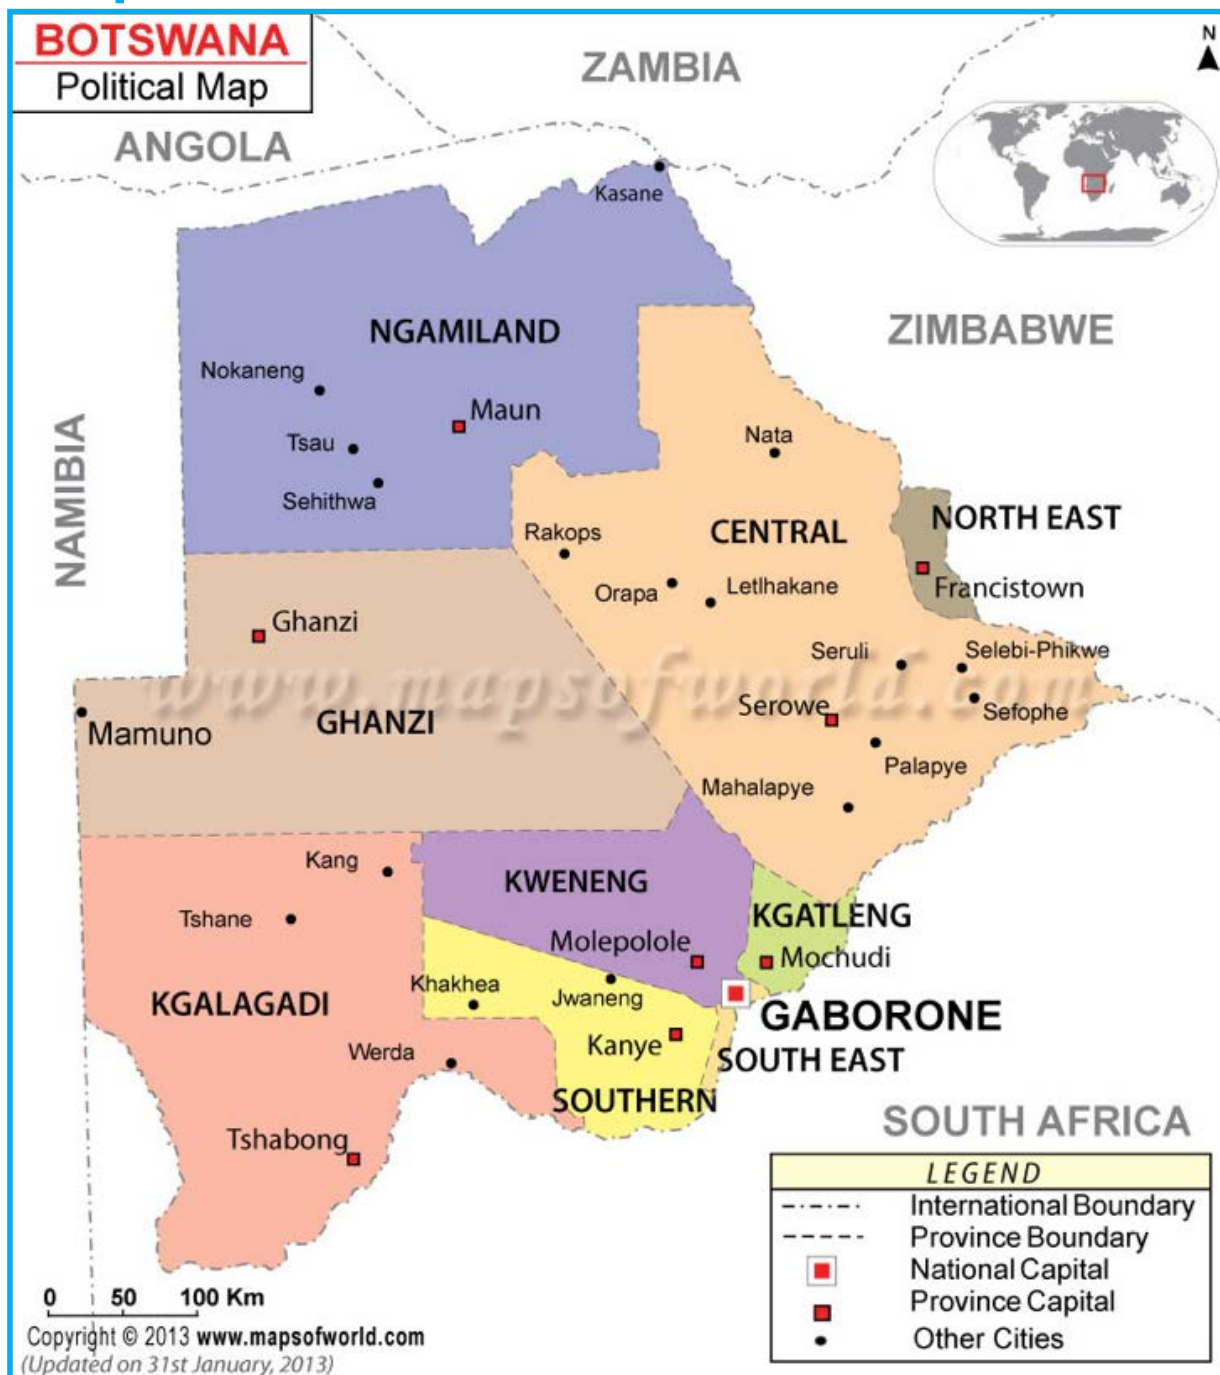 BOTSWANA
Political Map
ZAMBIA
N
ANGOLA
Kasane
NGAMILAND
ZIMBABWE
Nokaneng
Maun
NAMIBIA
Tsau
Nata
Sehithwa
Rakops
CENTRAL
NORTH EAST
Orapa
Letlhakane
Francistown
Ghanzi
Seruli
Selebi-Phikwe
www.mapsofworld.com
Serowe
Sefophe
GHANZI
Mamuno
Palapye
Mahalapye
Kang
KWENENG
Tshane
KGATLENG
Molepolole
Mochudi
Khakhea
Jwaneng
KGALAGADI
GABORONE
Werda
Kanye
SOUTH EAST
SOUTHERN
SOUTH AFRICA
Tshabong
LEGEND
International Boundary
Province Boundary
National Capital
Province Capital
Other Cities
0 50 100 Km
Copyright © 2013 www.mapsofworld.com
(Updated on 31st January, 2013)